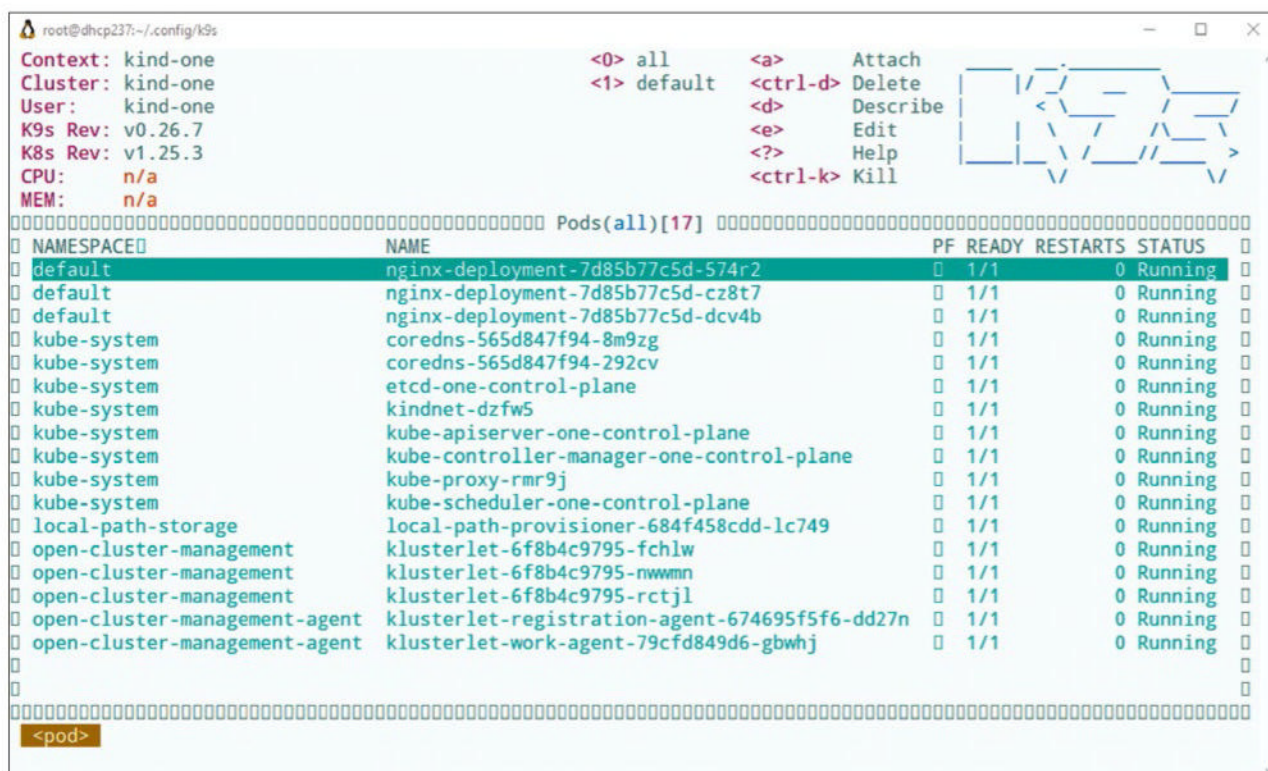 root@dhcp237:~/.config/k9s
Context: kind-one <0> all <a> Attach
Cluster: kind-one <1> default <ctrl-d> Delete
User: kind-one <d> Describe
K9s Rev: v0.26.7 <e> Edit
K8s Rev: v1.25.3 <?> Help
CPU: n/a <ctrl-k> Kill
MEM: n/a
Pods(all)[17]
NAMESPACE NAME PF READY RESTARTS STATUS
default nginx-deployment-7d85b77c5d-574r2 1/1 0 Running
default nginx-deployment-7d85b77c5d-cz8t7 1/1 0 Running
default nginx-deployment-7d85b77c5d-dcv4b 1/1 0 Running
kube-system coredns-565d847f94-8m9zg 1/1 0 Running
kube-system coredns-565d847f94-292cv 1/1 0 Running
kube-system etcd-one-control-plane 1/1 0 Running
kube-system kindnet-dzfw5 1/1 0 Running
kube-system kube-apiserver-one-control-plane 1/1 0 Running
kube-system kube-controller-manager-one-control-plane 1/1 0 Running
kube-system kube-proxy-rmr9j 1/1 0 Running
kube-system kube-scheduler-one-control-plane 1/1 0 Running
local-path-storage local-path-provisioner-684f458cdd-lc749 1/1 0 Running
open-cluster-management klusterlet-6f8b4c9795-fchlw 1/1 0 Running
open-cluster-management klusterlet-6f8b4c9795-nwwmn 1/1 0 Running
open-cluster-management klusterlet-6f8b4c9795-rctjl 1/1 0 Running
open-cluster-management-agent klusterlet-registration-agent-674695f5f6-dd27n 1/1 0 Running
open-cluster-management-agent klusterlet-work-agent-79cfd849d6-gbwhj 1/1 0 Running
<pod>